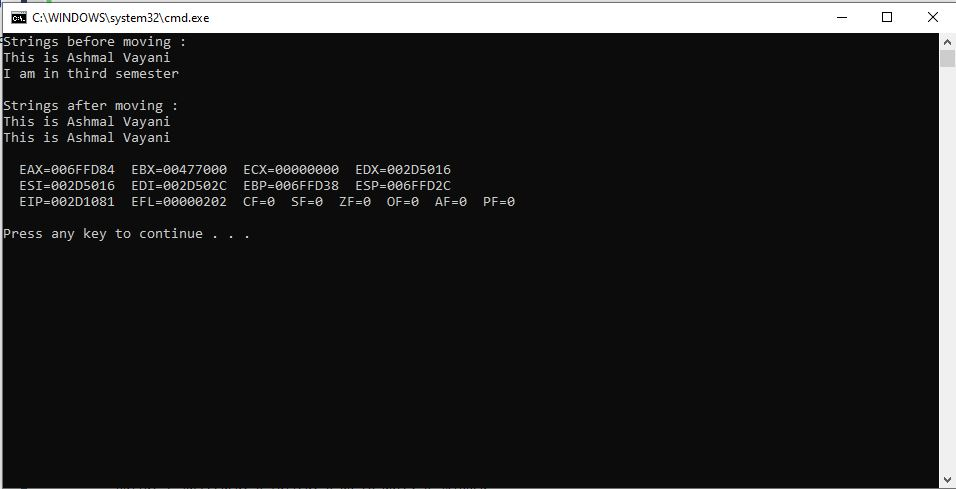 C:\WINDOWS\system32\cmd.exe
Strings before moving :
This is Ashmal Vayani
I am in third semester
Strings after moving :
This is Ashmal Vayani
This is Ashmal Vayani
EAX=006FFD84  EBX=00477000  ECX=00000000  EDX=002D5016
ESI=002D5016  EDI=002D502C  EBP=006FFD38  ESP=006FFD2C
EIP=002D1081  EFL=00000202  CF=0  SF=0  ZF=0  OF=0  AF=0  PF=0
Press any key to continue . . .